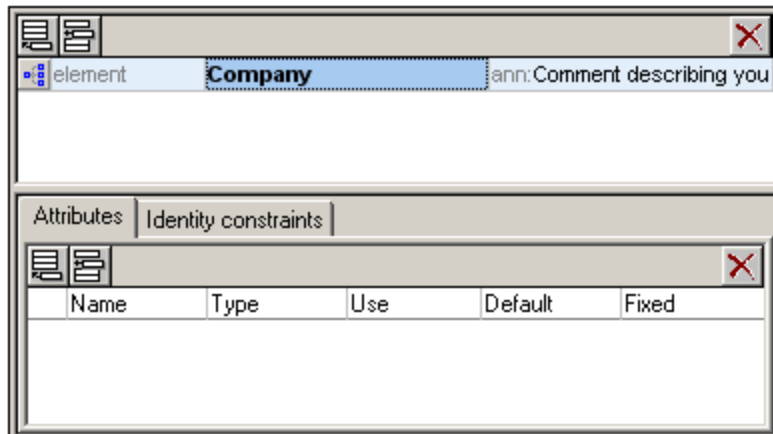 element Company ann:Comment describing you
Attributes Identity constraints
Name Type Use Default Fixed